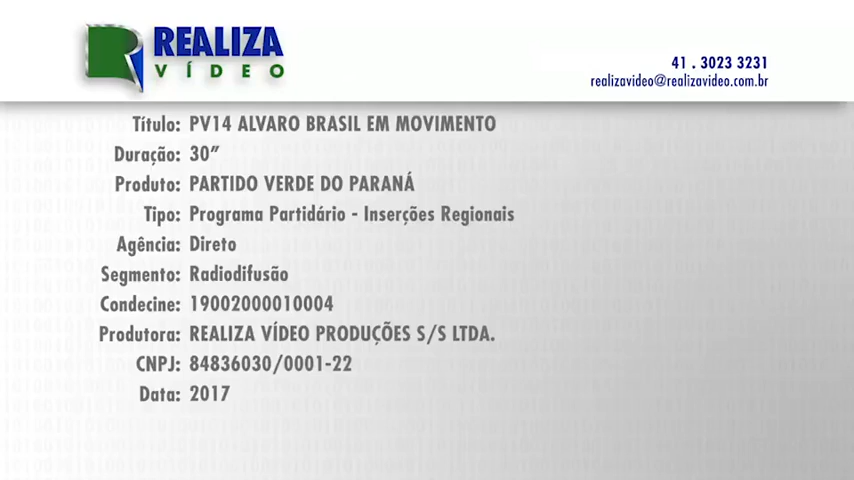 REALIZA
VÍDEO
41 . 3023 3231
realizavideo@realizavideo.com.br
Título: PV14 ALVARO BRASIL EM MOVIMENTO
Duração: 30”
Produto: PARTIDO VERDE DO PARANÁ
Tipo: Programa Partidário - Inserções Regionais
Agência: Direto
Segmento: Radiodifusão
Condecine: 19002000010004
Produtora: REALIZA VÍDEO PRODUÇÕES S/S LTDA.
CNPJ: 84836030/0001-22
Data: 2017